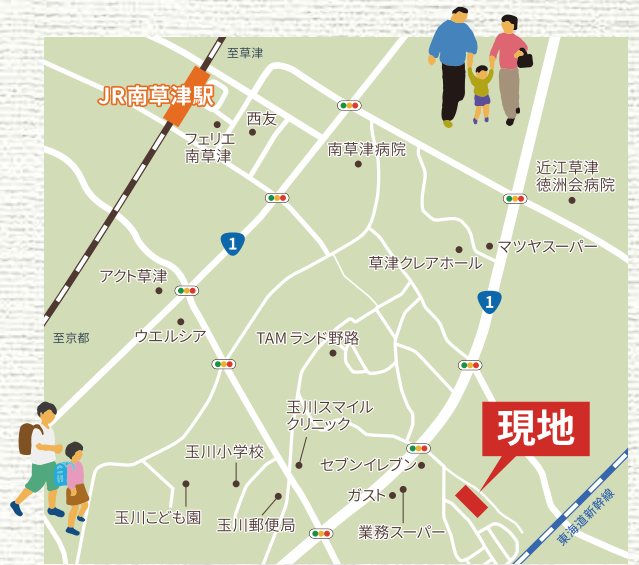 至草津
JR南草津駅
西友
フェリエ
南草津
南草津病院
近江草津
徳洲会病院
1
草津クレアホール
マツヤスーパー
アクト草津
1
至京都
ウエルシア
TAMランド野路
玉川スマイル
クリニック
現地
玉川小学校
セブンイレブン
ガスト
玉川こども園
玉川郵便局
業務スーパー
東海道新幹線